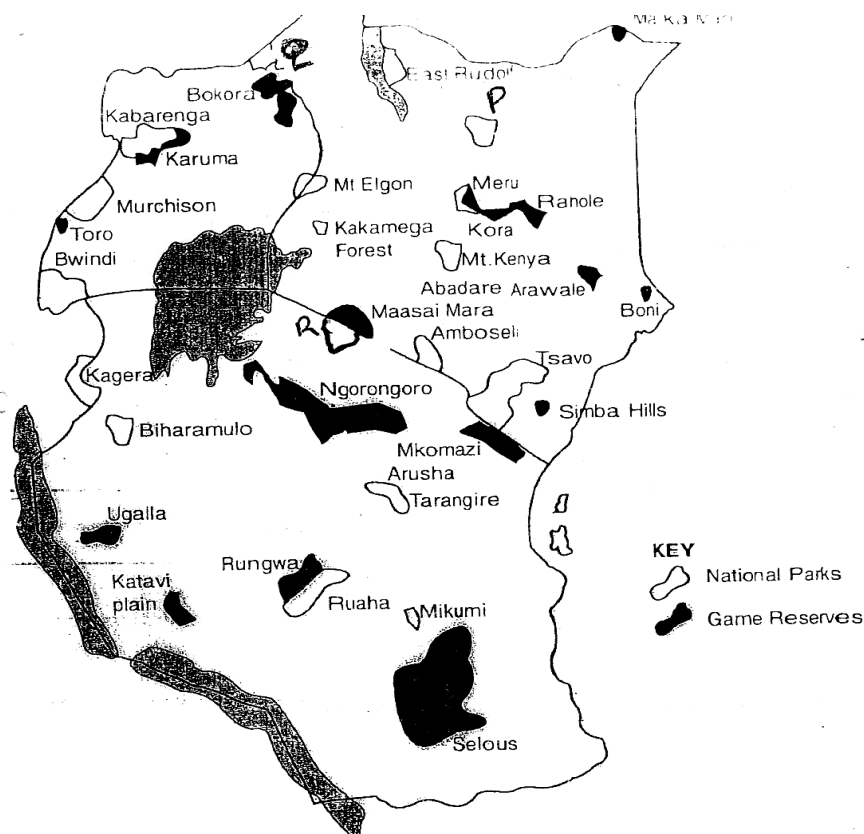 Bokora
East Rudolf
P
Kabarenga
Karuma
Mt Elgon
Meru
Ranole
Kora
Murchison
Toro
Kakamega
Forest
Bwindi
Mt. Kenya
Abadare
Arawale
Boni
Maasai Mara
R
Amboseli
Tsavo
Kagera
Ngorongoro
Simba Hills
Biharamulo
Mkomazi
Arusha
Tarangire
Ugalla
KEY
National Parks
Game Reserves
Rungwa
Katavi
plain
Ruaha
Mikumi
Selous